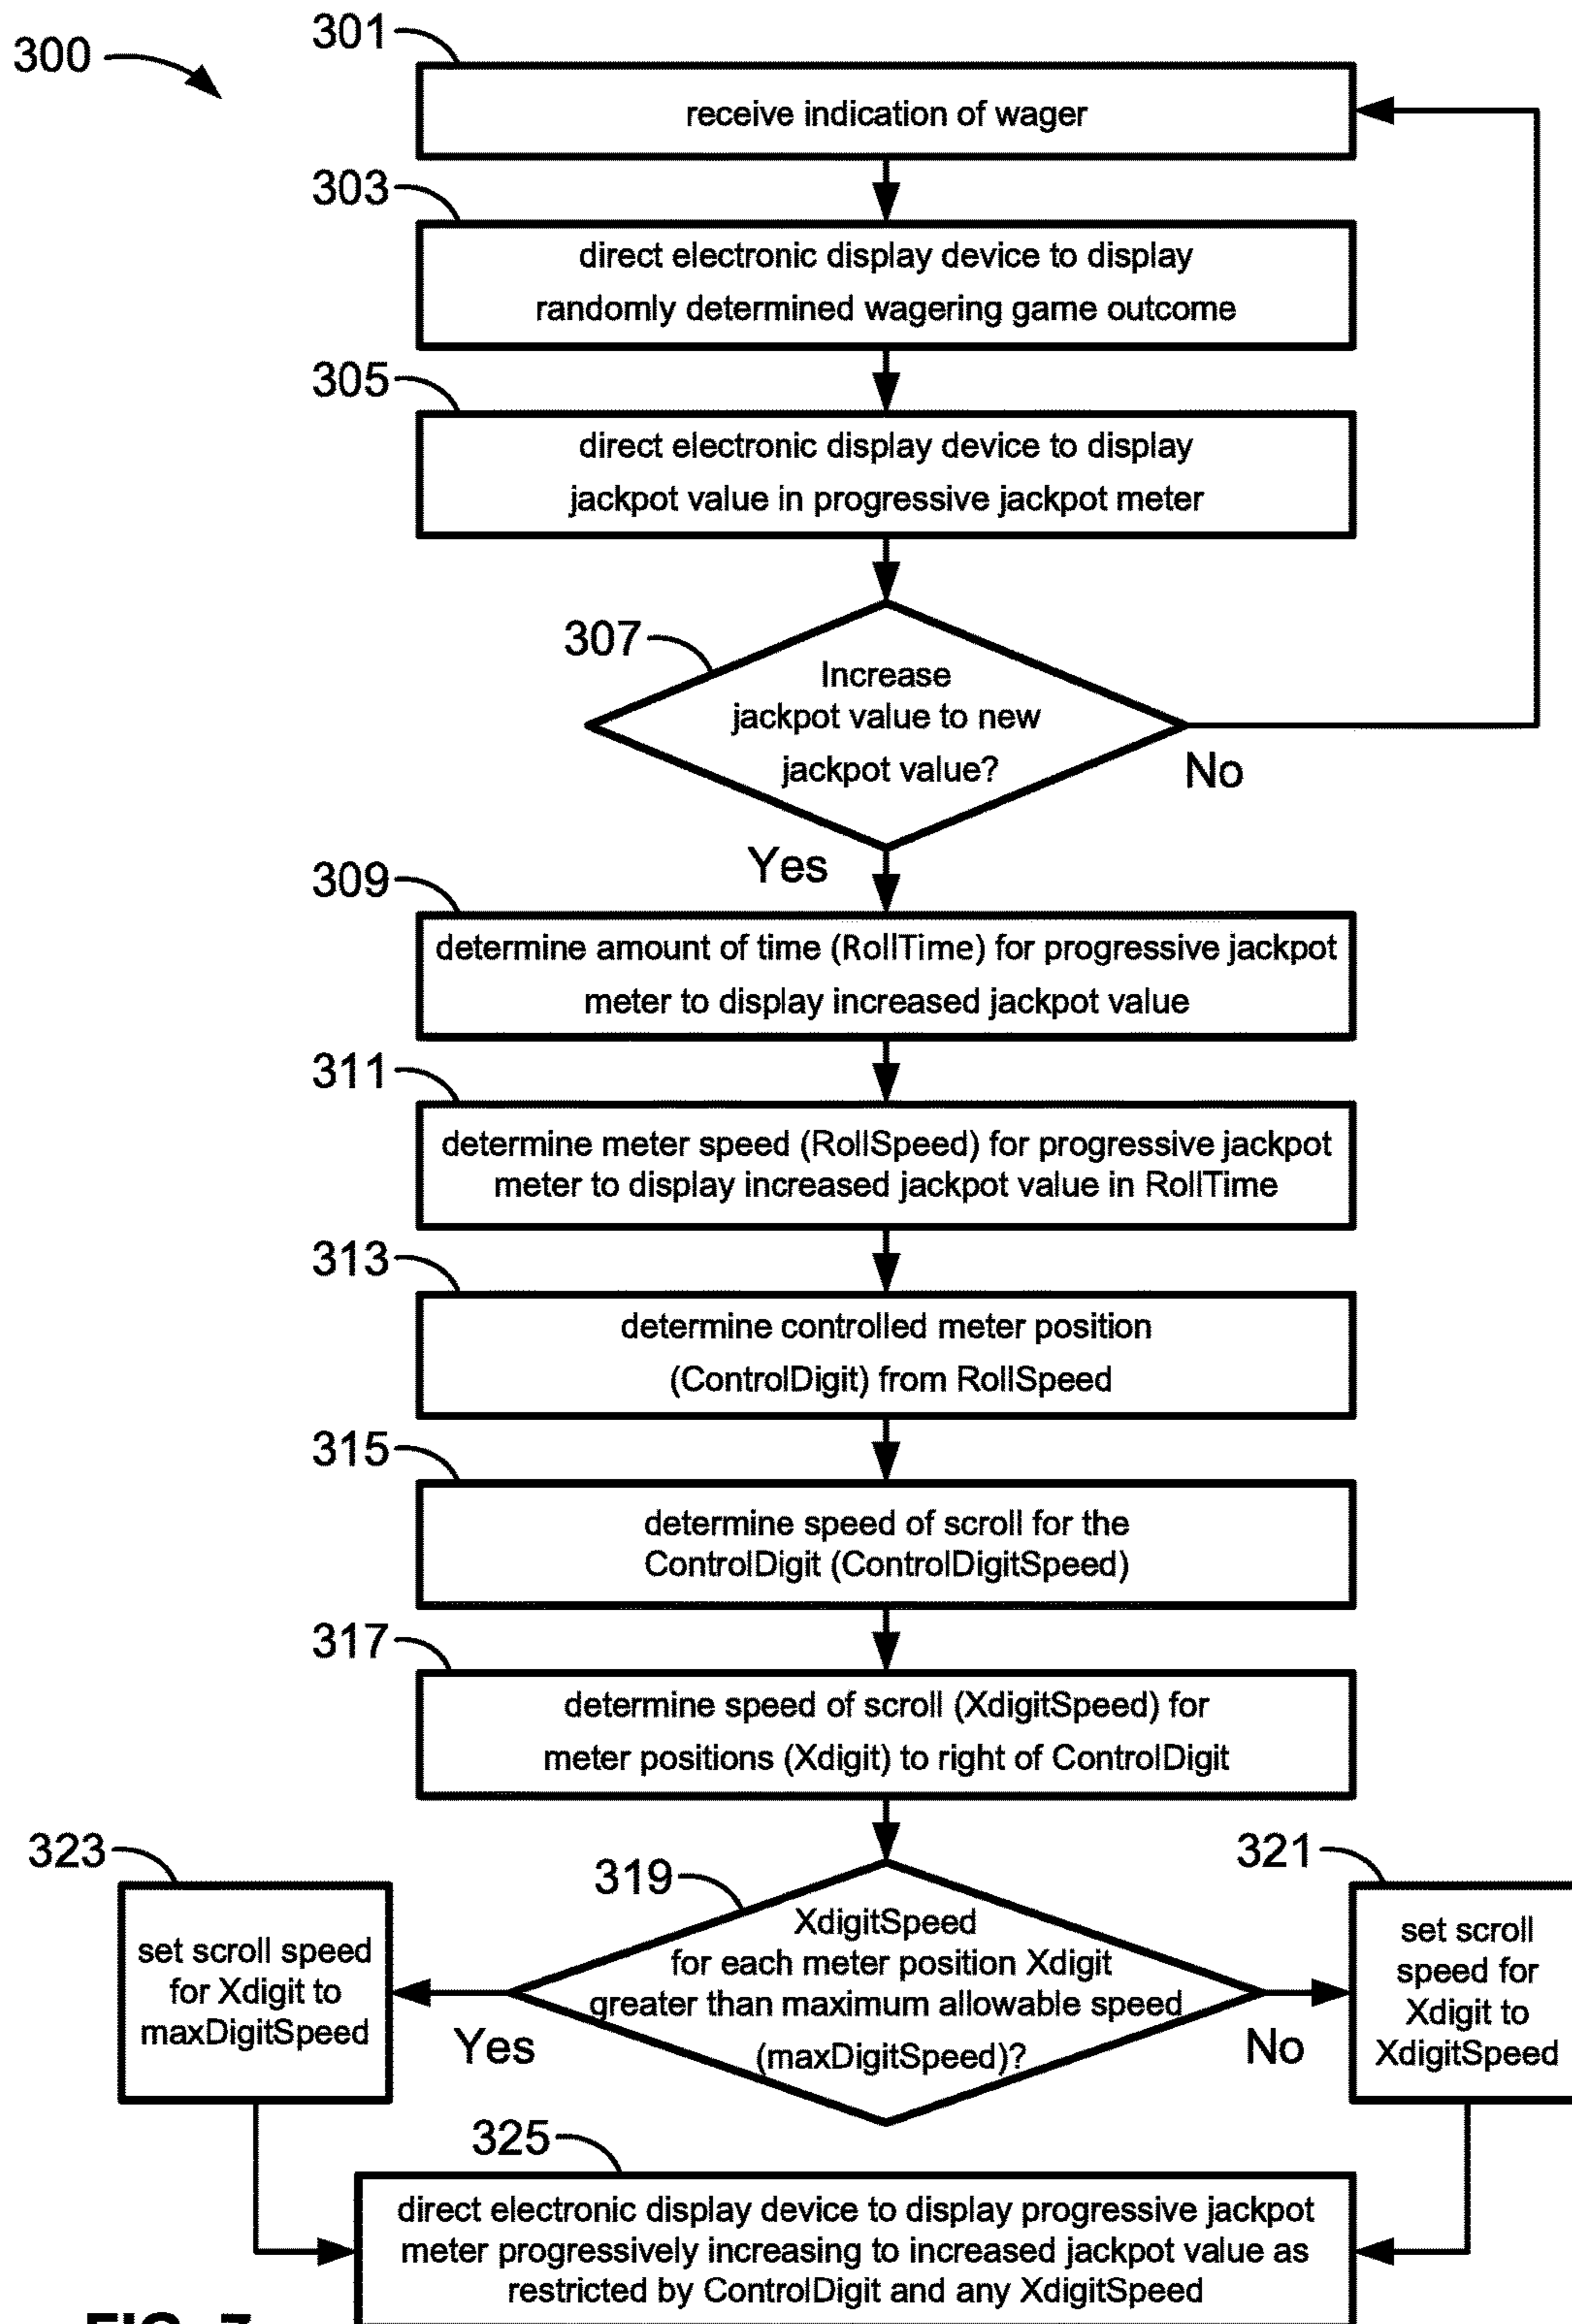 300
301
receive indication of wager
303
direct electronic display device to display
randomly determined wagering game outcome
305
direct electronic display device to display
jackpot value in progressive jackpot meter
307
Increase
jackpot value to new
jackpot value?
No
Yes
309
determine amount of time (RollTime) for progressive jackpot
meter to display increased jackpot value
311
determine meter speed (RollSpeed) for progressive jackpot
meter to display increased jackpot value in RollTime
313
determine controlled meter position
(ControlDigit) from RollSpeed
315
determine speed of scroll for the
ControlDigit (ControlDigitSpeed)
317
determine speed of scroll (XdigitSpeed) for
meter positions (Xdigit) to right of ControlDigit
323
set scroll speed
for Xdigit to
maxDigitSpeed
319
XdigitSpeed
for each meter position Xdigit
greater than maximum allowable speed
(maxDigitSpeed)?
Yes
No
321
set scroll
speed for
Xdigit to
XdigitSpeed
325
direct electronic display device to display progressive jackpot
meter progressively increasing to increased jackpot value as
restricted by ControlDigit and any XdigitSpeed